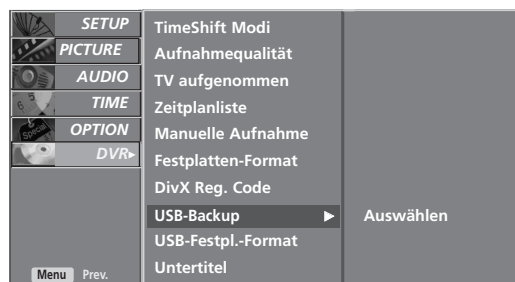 SETUP
PICTURE
AUDIO
TIME
Special
OPTION
DVR
Menu Prev.
TimeShift Modi
Aufnahmequalität
TV aufgenommen
Zeitplanliste
Manuelle Aufnahme
Festplatten-Format
DivX Reg. Code
USB-Backup
USB-Festpl.-Format
Untertitel
Auswählen